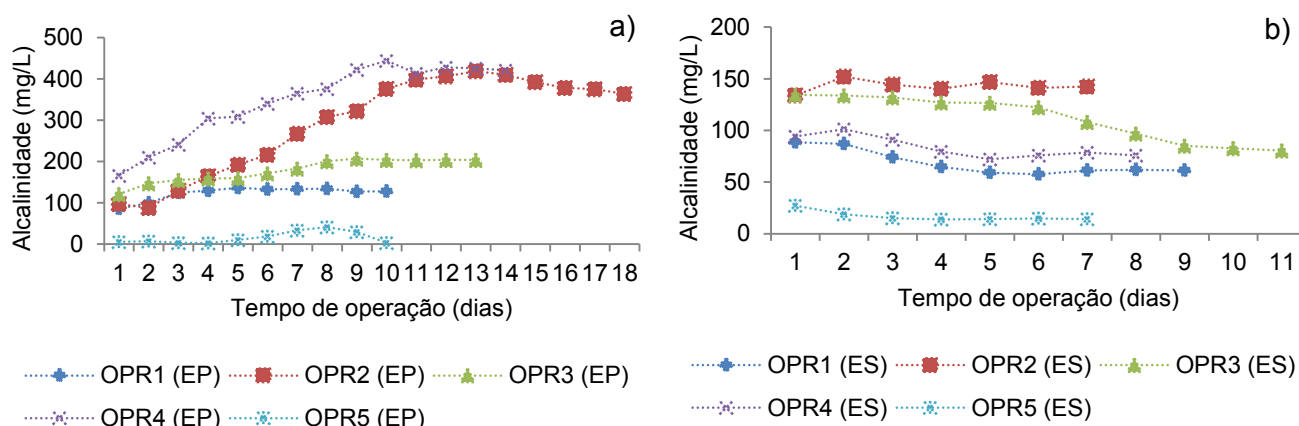 a)
500
400
300
200
100
0
Alcalinidade (mg/L)
1 2 3 4 5 6 7 8 9 10 11 12 13 14 15 16 17 18
Tempo de operação (dias)
OPR1 (EP) OPR2 (EP) OPR3 (EP)
OPR4 (EP) OPR5 (EP)
b)
200
150
100
50
0
Alcalinidade (mg/L)
1 2 3 4 5 6 7 8 9 10 11
Tempo de operação (dias)
OPR1 (ES) OPR2 (ES) OPR3 (ES)
OPR4 (ES) OPR5 (ES)